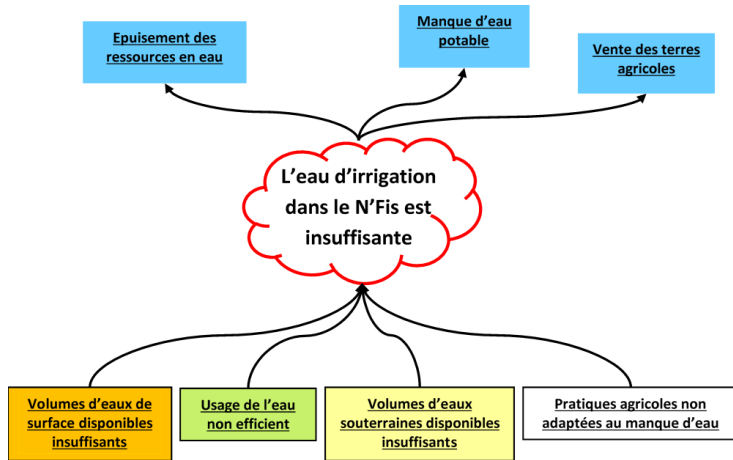 Epuisement des
ressources en eau
Manque d'eau
potable
Vente des terres
agricoles
L'eau d'irrigation
dans le N'Fis est
insuffisante
Volumes d'eaux de
surface disponibles
insuffisants
Usage de l'eau
non efficient
Volumes d'eaux
souterraines disponibles
insuffisants
Pratiques agricoles non
adaptées au manque d'eau